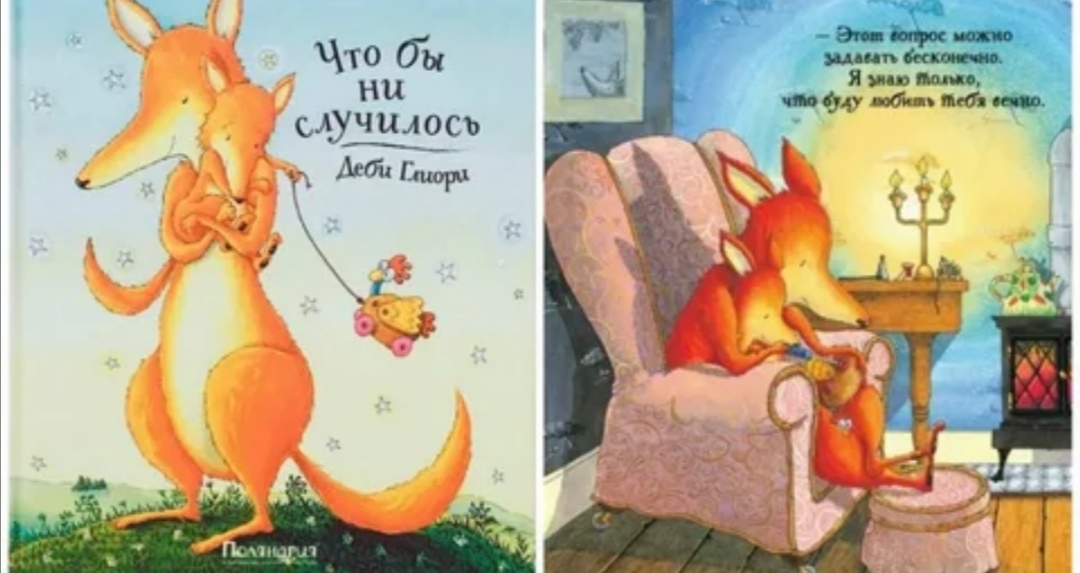 Что бы
ни
случилось
Деби Глиори
Поляндрия
— Этот вопрос можно
задавать бесконечно.
Я знаю только,
что буду любить тебя вечно.